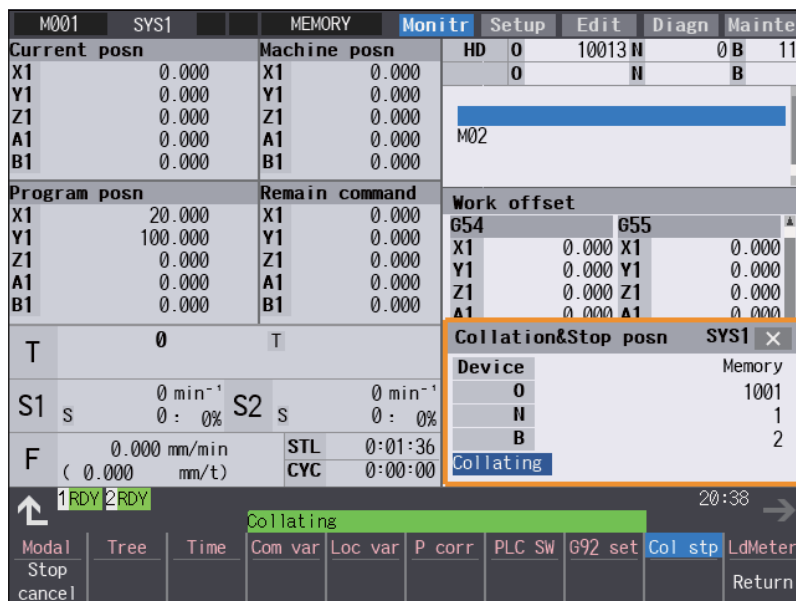 M001 SYS1 MEMORY Monitr Setup Edit Diagn Mainte
Current posn
X1 0.000
Y1 0.000
Z1 0.000
A1 0.000
B1 0.000
Machine posn
X1 0.000
Y1 0.000
Z1 0.000
A1 0.000
B1 0.000
HD O 10013 N 0 B 11
O N B
M02
Program posn
X1 20.000
Y1 100.000
Z1 0.000
A1 0.000
B1 0.000
Remain command
X1 0.000
Y1 0.000
Z1 0.000
A1 0.000
B1 0.000
Work offset
G54 G55
X1 0.000 X1 0.000
Y1 0.000 Y1 0.000
Z1 0.000 Z1 0.000
A1 0.000 A1 0.000
T 0 T
S1 S 0 min⁻¹ 0 : 0% S2 S 0 min⁻¹ 0 : 0%
F 0.000 mm/min
( 0.000 mm/t)
STL 0:01:36
CYC 0:00:00
Collation&Stop posn SYS1 ×
Device Memory
O 1001
N 1
B 2
Collating
1 RDY 2 RDY 20:38
Collating
Modal Tree Time Com var Loc var P corr PLC SW G92 set Col stp LdMeter
Stop
cancel Return